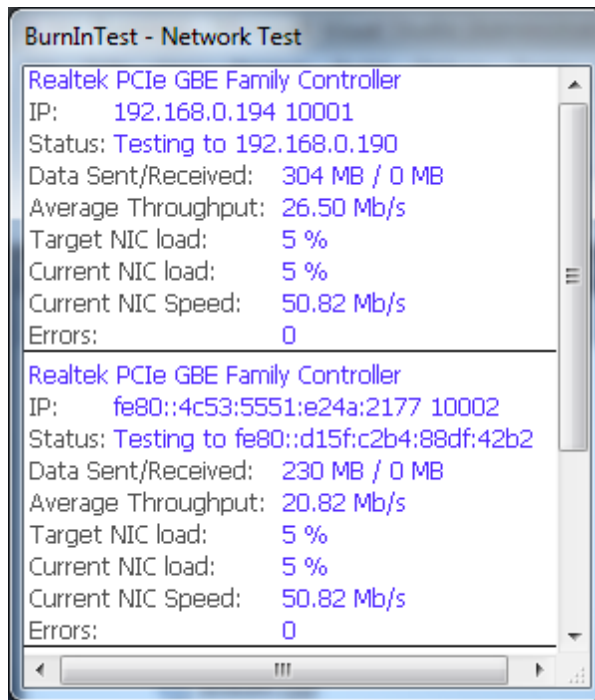 BurnInTest - Network Test
Realtek PCIe GBE Family Controller
IP: 192.168.0.194 10001
Status: Testing to 192.168.0.190
Data Sent/Received: 304 MB / 0 MB
Average Throughput: 26.50 Mb/s
Target NIC load: 5 %
Current NIC load: 5 %
Current NIC Speed: 50.82 Mb/s
Errors: 0
Realtek PCIe GBE Family Controller
IP: fe80::4c53:5551:e24a:2177 10002
Status: Testing to fe80::d15f:c2b4:88df:42b2
Data Sent/Received: 230 MB / 0 MB
Average Throughput: 20.82 Mb/s
Target NIC load: 5 %
Current NIC load: 5 %
Current NIC Speed: 50.82 Mb/s
Errors: 0